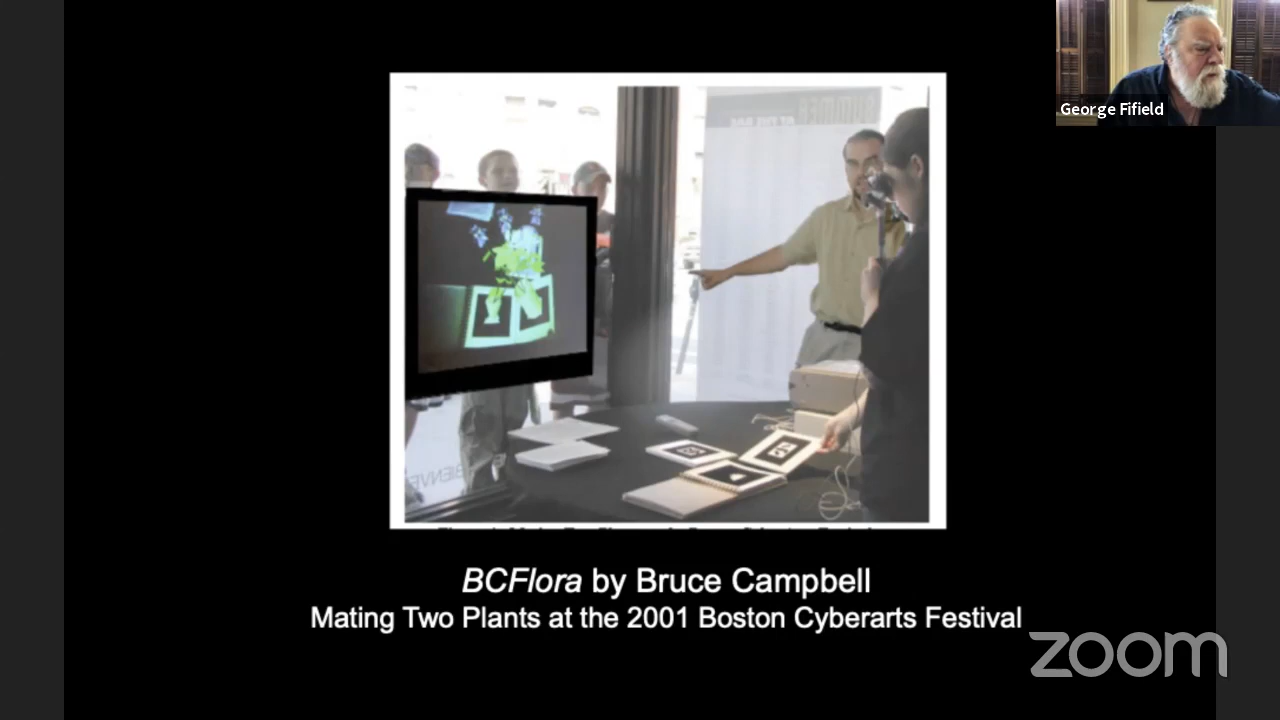 George Fifield
BCFlora by Bruce Campbell
Mating Two Plants at the 2001 Boston Cyberarts Festival
zoom